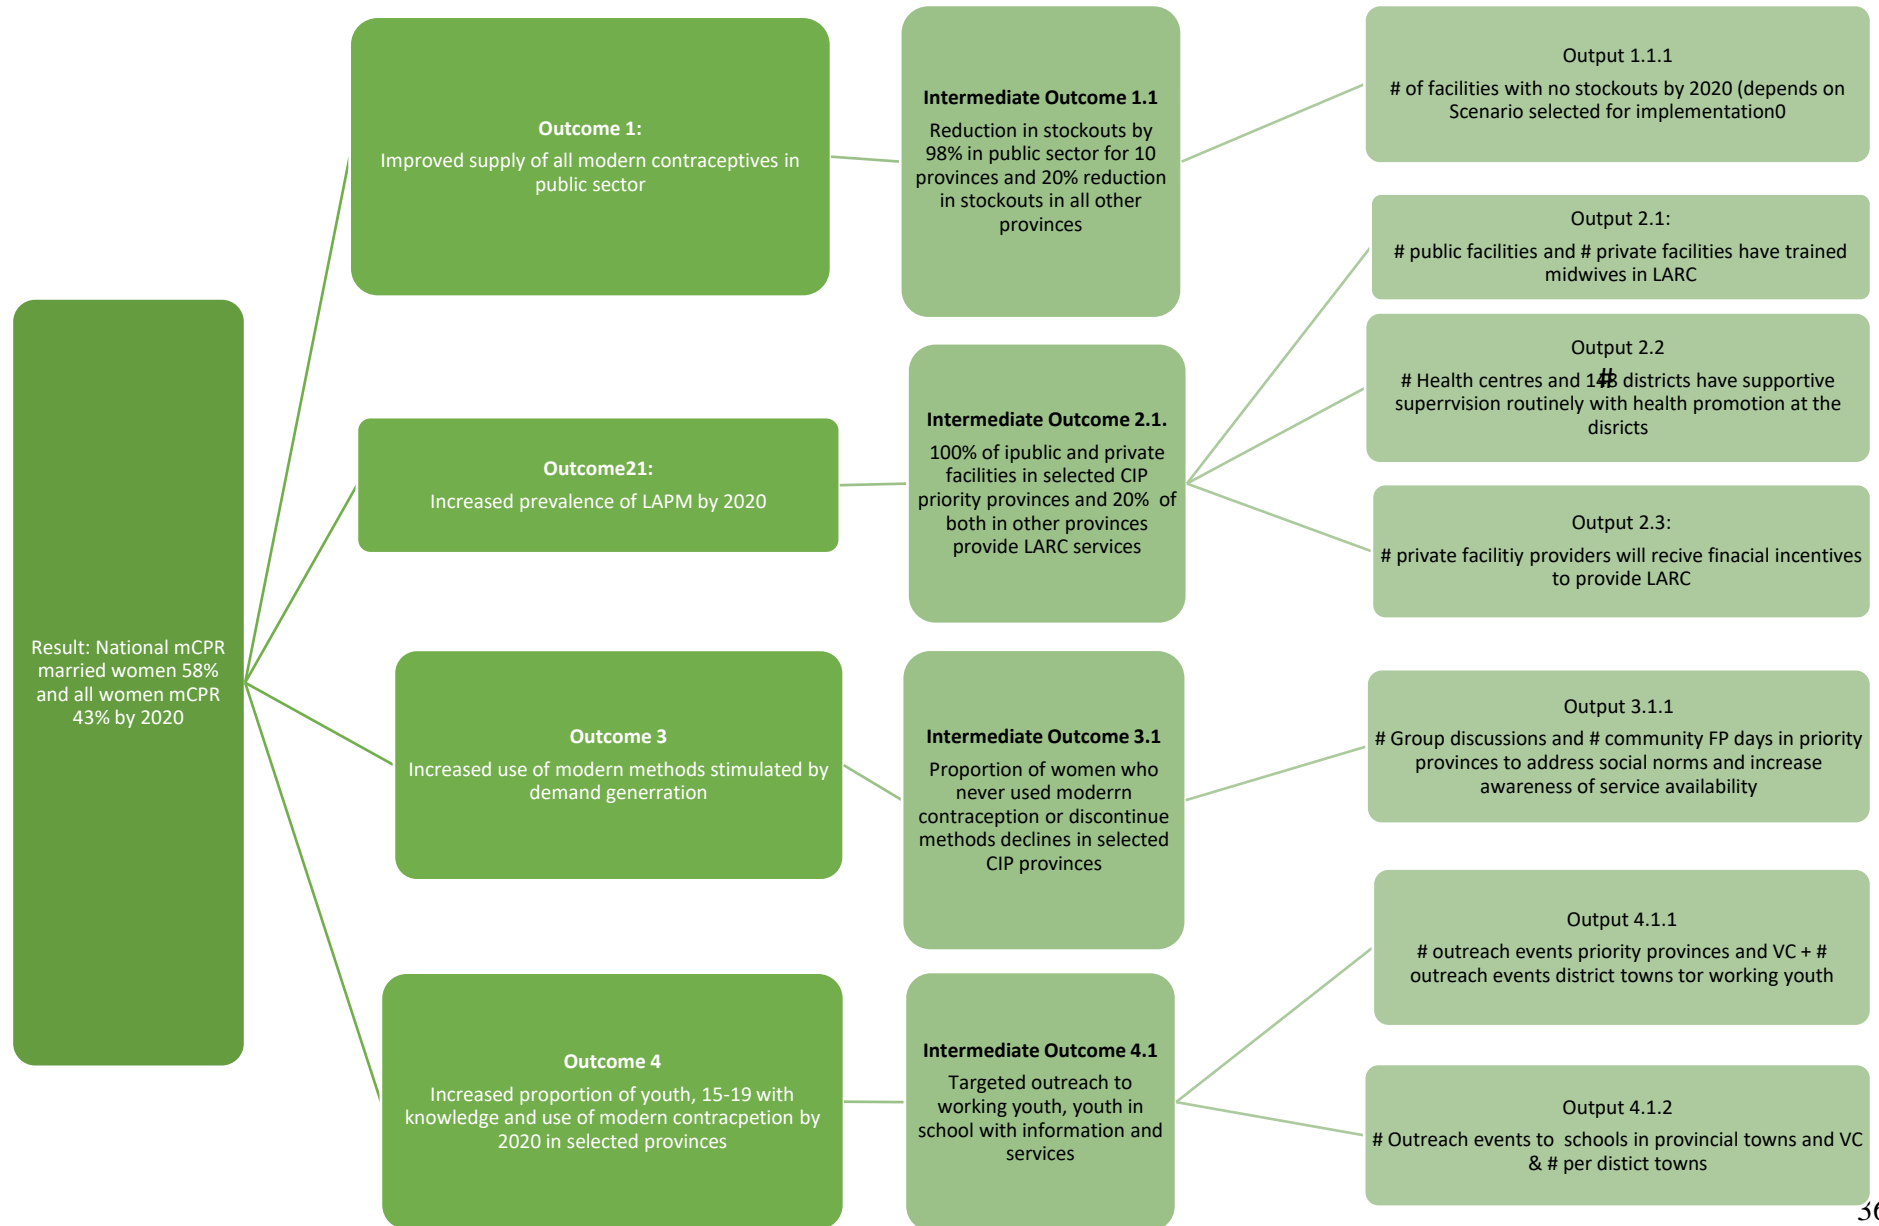 Result: National mCPR
married women 58%
and all women mCPR
43% by 2020
Outcome 1:
Improved supply of all modern contraceptives in
public sector
Intermediate Outcome 1.1
Reduction in stockouts by
98% in public sector for 10
provinces and 20% reduction
in stockouts in all other
provinces
Output 1.1.1
# of facilities with no stockouts by 2020 (depends on
Scenario selected for implementation0
Outcome21:
Increased prevalence of LAPM by 2020
Intermediate Outcome 2.1.
100% of ipublic and private
facilities in selected CIP
priority provinces and 20% of
both in other provinces
provide LARC services
Output 2.1:
# public facilities and # private facilities have trained
midwives in LARC
Output 2.2
# Health centres and # districts have supportive
superrvision routinely with health promotion at the
disricts
Output 2.3:
# private facilitiy providers will recive finacial incentives
to provide LARC
Outcome 3
Increased use of modern methods stimulated by
demand generration
Intermediate Outcome 3.1
Proportion of women who
never used moderrn
contraception or discontinue
methods declines in selected
CIP provinces
Output 3.1.1
# Group discussions and # community FP days in priority
provinces to address social norms and increase
awareness of service availability
Outcome 4
Increased proportion of youth, 15-19 with
knowledge and use of modern contracpetion by
2020 in selected provinces
Intermediate Outcome 4.1
Targeted outreach to
working youth, youth in
school with information and
services
Output 4.1.1
# outreach events priority provinces and VC + #
outreach events district towns tor working youth
Output 4.1.2
# Outreach events to schools in provincial towns and VC
& # per distict towns
36